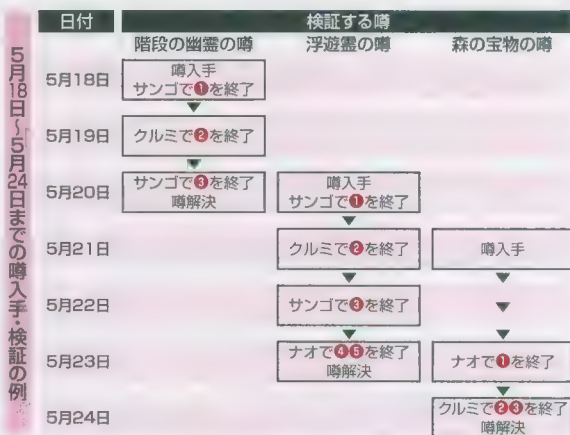 5月18日～5月24日までの噂入手・検証の例
日付
検証する噂
階段の幽霊の噂
浮遊霊の噂
森の宝物の噂
5月18日
噂入手
サンゴで❶を終了
5月19日
クルミで❷を終了
5月20日
サンゴで❸を終了
噂解決
噂入手
サンゴで❶を終了
5月21日
クルミで❷を終了
噂入手
5月22日
サンゴで❸を終了
5月23日
ナオで❹❺を終了
噂解決
ナオで❶を終了
5月24日
クルミで❷❸を終了
噂解決